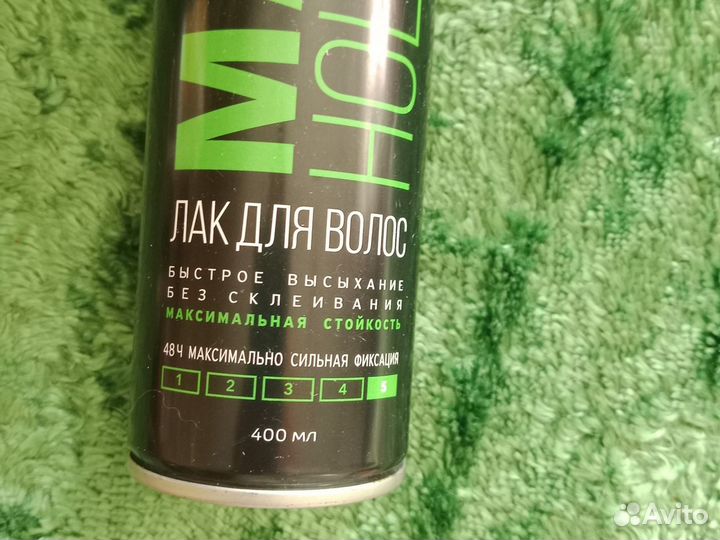 ЛАК ДЛЯ ВОЛОС
БЫСТРОЕ ВЫСЫХАНИЕ
БЕЗ СКЛЕИВАНИЯ
МАКСИМАЛЬНАЯ СТОЙКОСТЬ
48Ч МАКСИМАЛЬНО СИЛЬНАЯ ФИКСАЦИЯ
1 2 3 4 5
400 МЛ
Avito